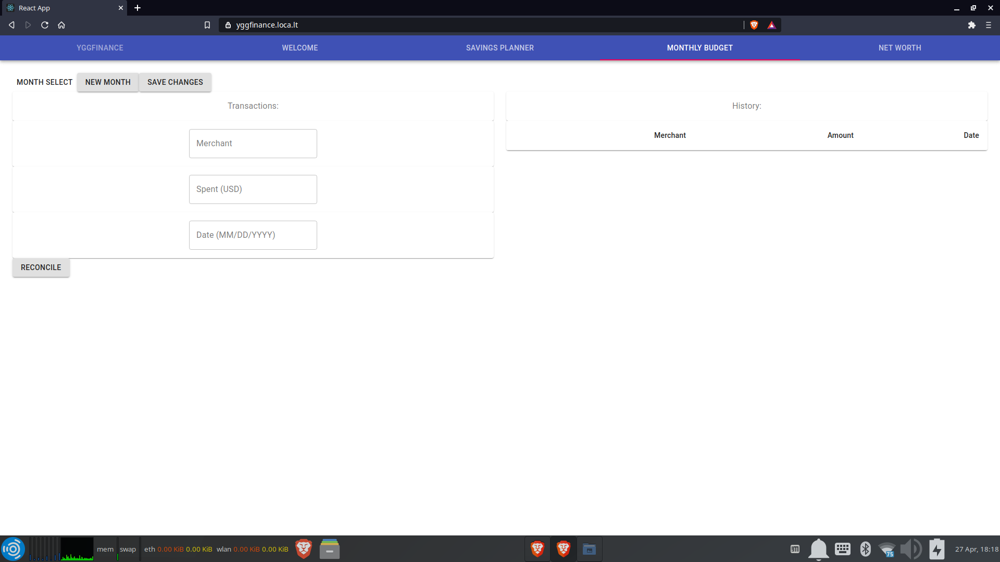 React App
yggfinance.loca.lt
YGGFINANCE WELCOME SAVINGS PLANNER MONTHLY BUDGET NET WORTH
MONTH SELECT NEW MONTH SAVE CHANGES
Transactions:
Merchant
Spent (USD)
Date (MM/DD/YYYY)
RECONCILE
History:
Merchant Amount Date
mem swap eth 0.00 KiB 0.00 KiB wlan 0.00 KiB 0.00 KiB
75
27 Apr, 18:18